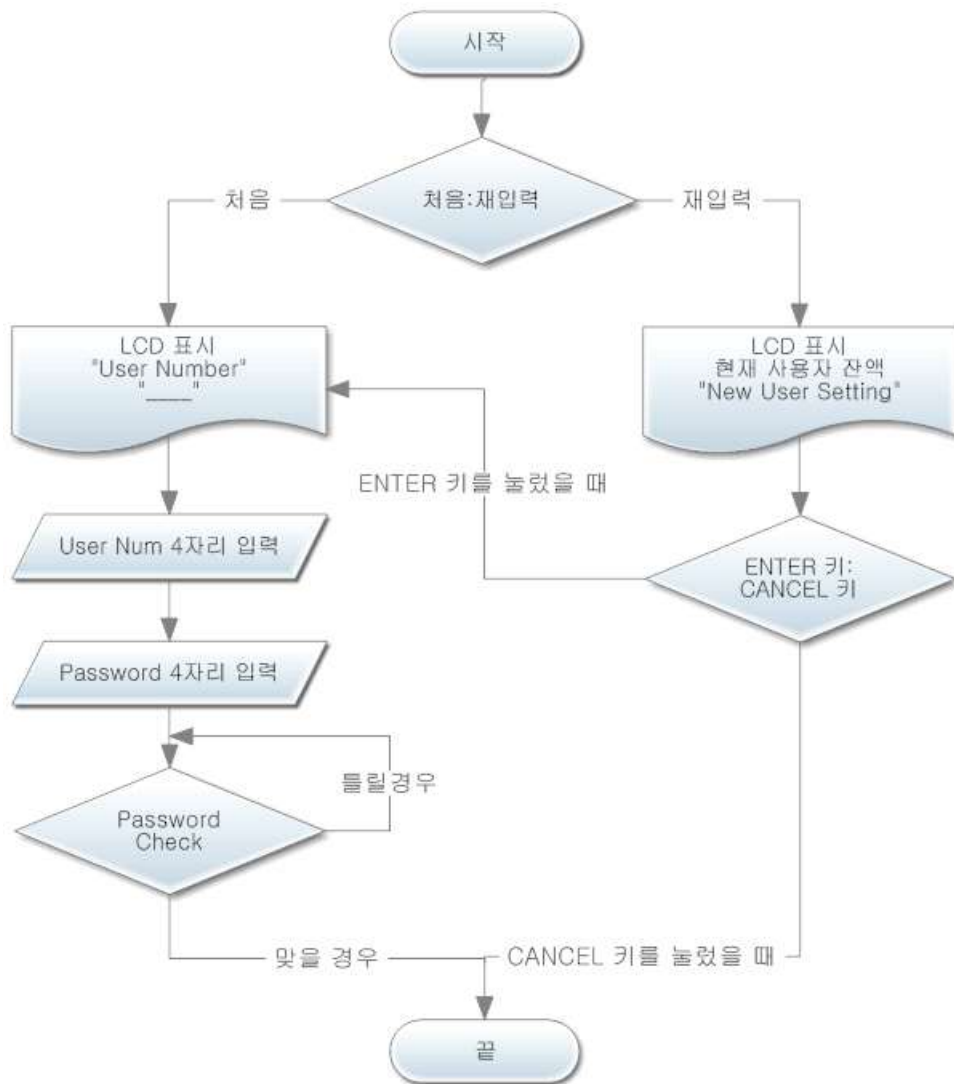 시작
처음:재입력
처음
재입력
LCD 표시
"User Number"
"____"
LCD 표시
현재 사용자 잔액
"New User Setting"
ENTER 키를 눌렀을 때
User Num 4자리 입력
ENTER 키:
CANCEL 키
Password 4자리 입력
틀릴경우
Password
Check
맞을 경우
CANCEL 키를 눌렀을 때
끝